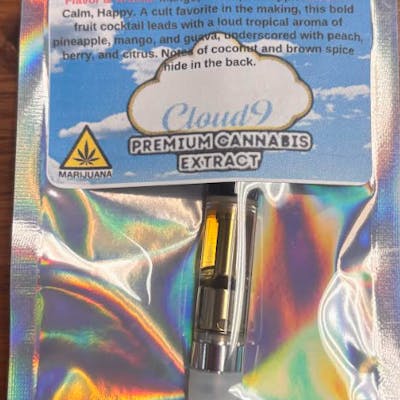 Calm, Happy. A cult favorite in the making, this bold
fruit cocktail leads with a loud tropical aroma of
pineapple, mango, and guava, underscored with peach,
berry, and citrus. Notes of coconut and brown spice
hide in the back.
Cloud9
PREMIUM CANNABIS
EXTRACT
MARIJUANA